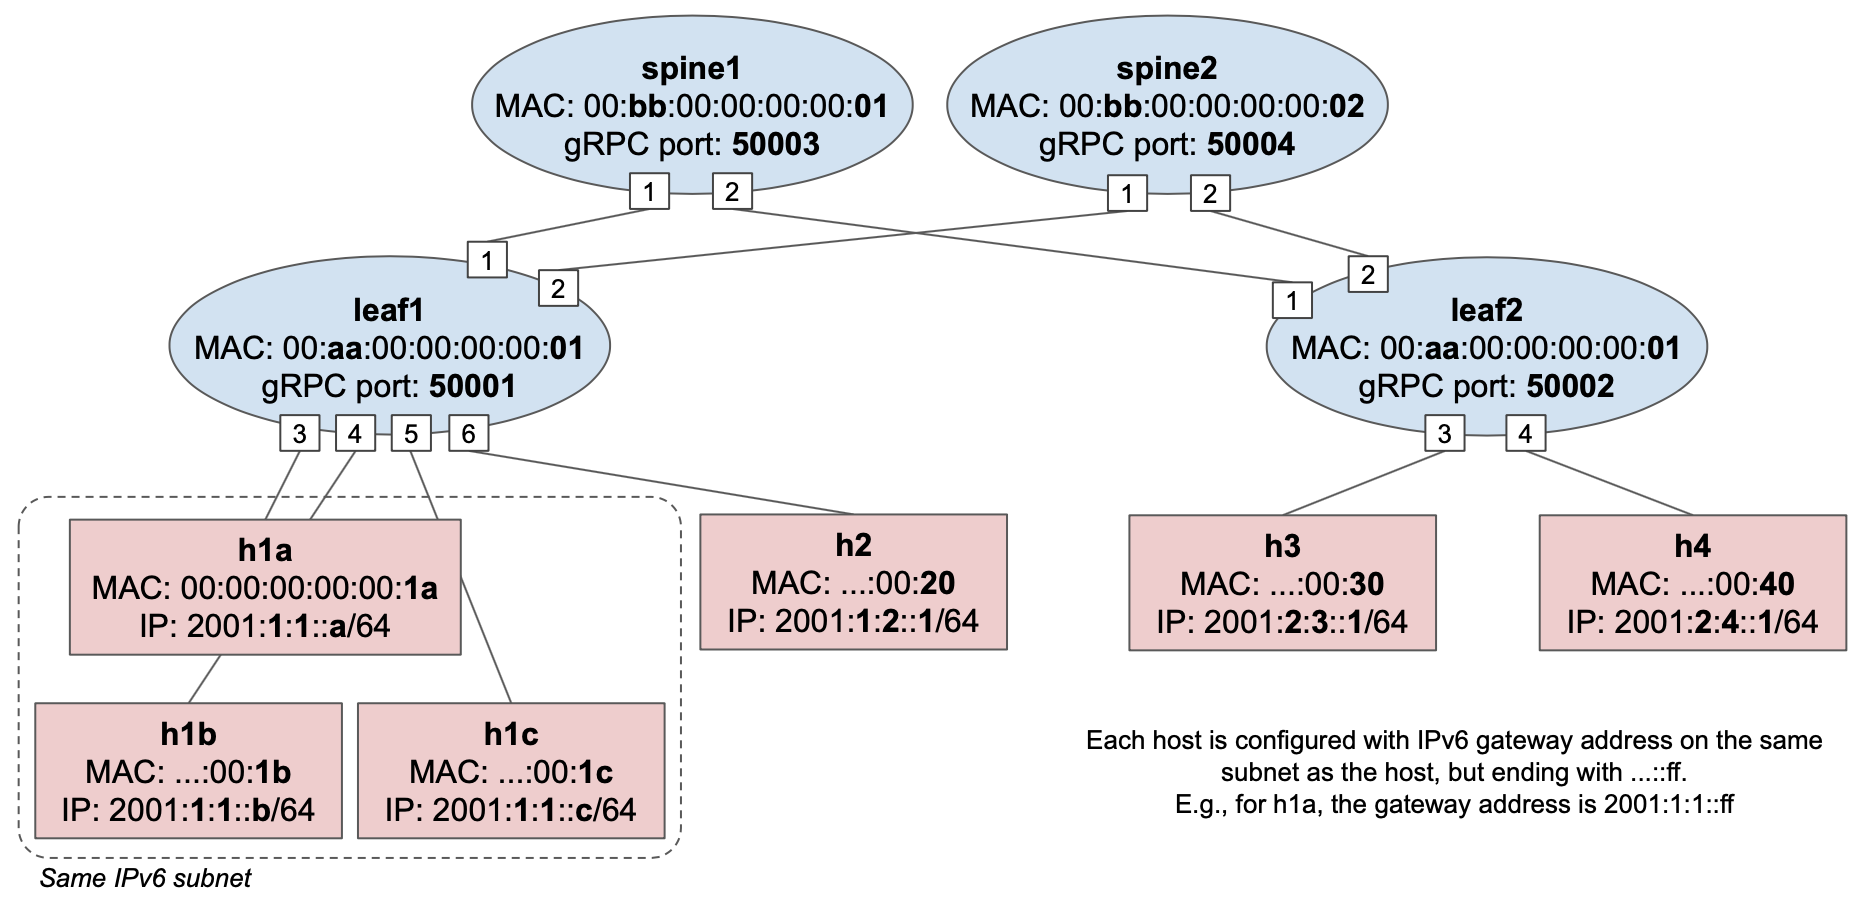 spine1
MAC: 00:bb:00:00:00:00:01
gRPC port: 50003
1
2
spine2
MAC: 00:bb:00:00:00:00:02
gRPC port: 50004
1
2
1
2
leaf1
MAC: 00:aa:00:00:00:00:01
gRPC port: 50001
3
4
5
6
1
2
leaf2
MAC: 00:aa:00:00:00:00:01
gRPC port: 50002
3
4
h1a
MAC: 00:00:00:00:00:1a
IP: 2001:1:1::a/64
h1b
MAC: ...:00:1b
IP: 2001:1:1::b/64
h1c
MAC: ...:00:1c
IP: 2001:1:1::c/64
Same IPv6 subnet
h2
MAC: ...:00:20
IP: 2001:1:2::1/64
h3
MAC: ...:00:30
IP: 2001:2:3::1/64
h4
MAC: ...:00:40
IP: 2001:2:4::1/64
Each host is configured with IPv6 gateway address on the same
subnet as the host, but ending with ...::ff.
E.g., for h1a, the gateway address is 2001:1:1::ff